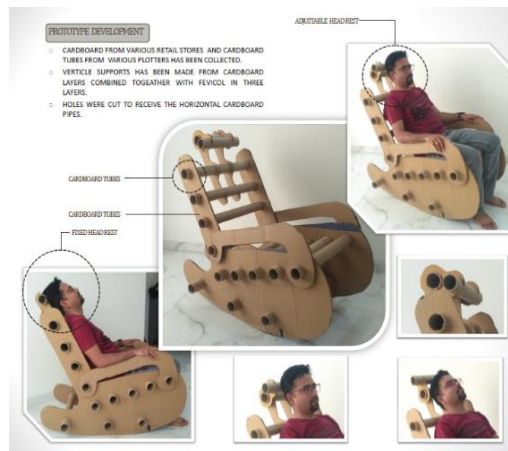 PROTOTYPE DEVELOPMENT
CARDBOARD FROM VARIOUS RETAIL STORES AND CARDBOARD
TUBES FROM VARIOUS PLOTTERS HAS BEEN COLLECTED.
VERTICLE SUPPORTS HAS BEEN MADE FROM CARDBOARD
LAYERS COMBINED TOGEATHER WITH FEVICOL IN THREE
LAYERS.
HOLES WERE CUT TO RECEIVE THE HORIZONTAL CARDBOARD
PIPES.
ADJUSTABLE HEAD REST
CARDBOARD TUBES
CARDBOARD TUBES
FIXED HEAD REST